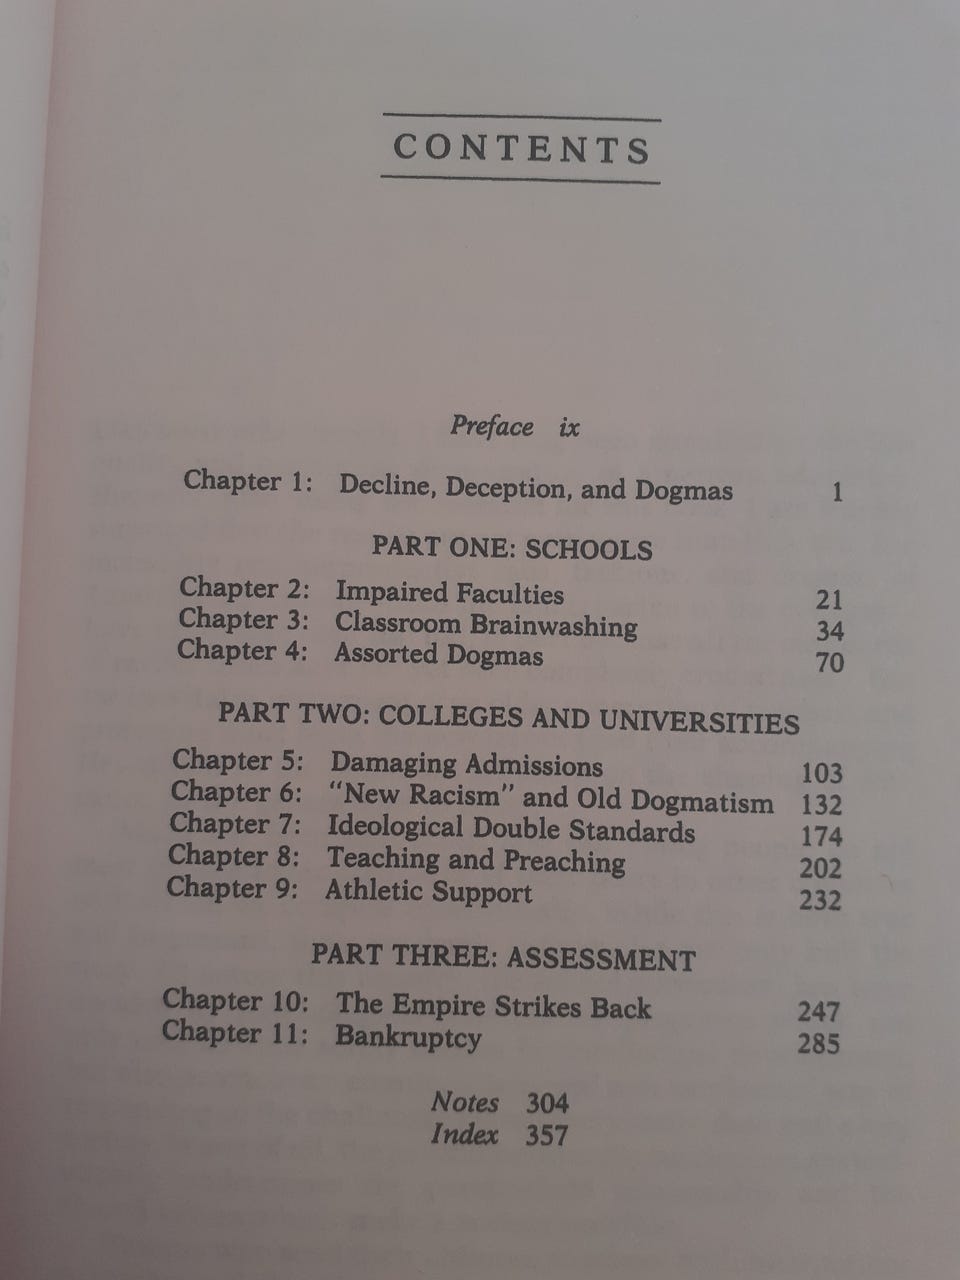 CONTENTS
Preface ix
Chapter 1: Decline, Deception, and Dogmas 1
PART ONE: SCHOOLS
Chapter 2: Impaired Faculties 21
Chapter 3: Classroom Brainwashing 34
Chapter 4: Assorted Dogmas 70
PART TWO: COLLEGES AND UNIVERSITIES
Chapter 5: Damaging Admissions 103
Chapter 6: "New Racism" and Old Dogmatism 132
Chapter 7: Ideological Double Standards 174
Chapter 8: Teaching and Preaching 202
Chapter 9: Athletic Support 232
PART THREE: ASSESSMENT
Chapter 10: The Empire Strikes Back 247
Chapter 11: Bankruptcy 285
Notes 304
Index 357